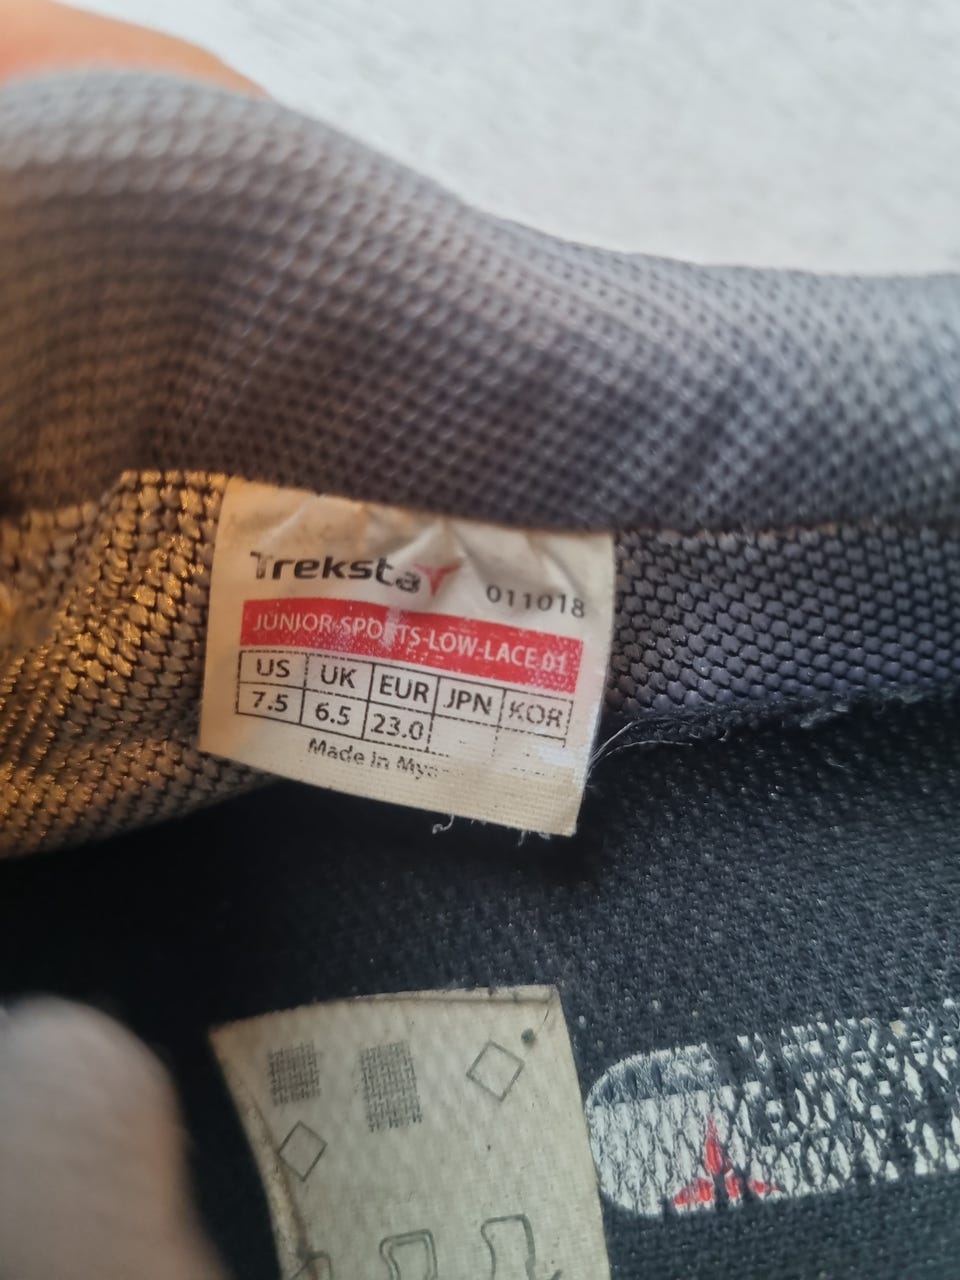 Treksta
011018
JUNIOR SPORTS-LOW-LACE 01
US UK EUR JPN KOR
7.5 6.5 23.0
Made in